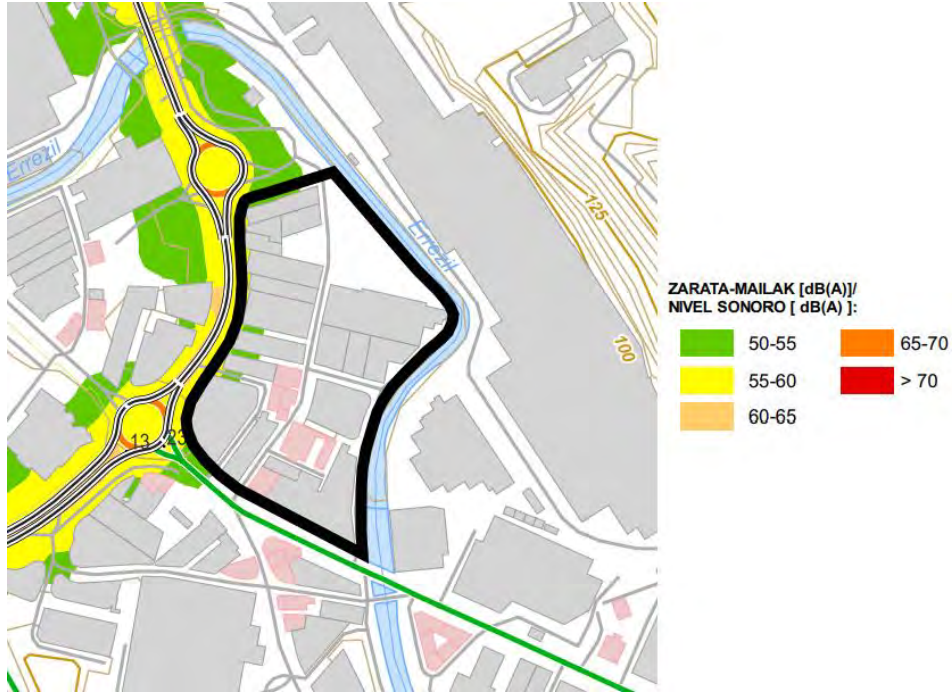 Errezil
Errezil
125
100
13
23
ZARATA-MAILAK [dB(A)]/
NIVEL SONORO [ dB(A) ]:
50-55
65-70
55-60
> 70
60-65